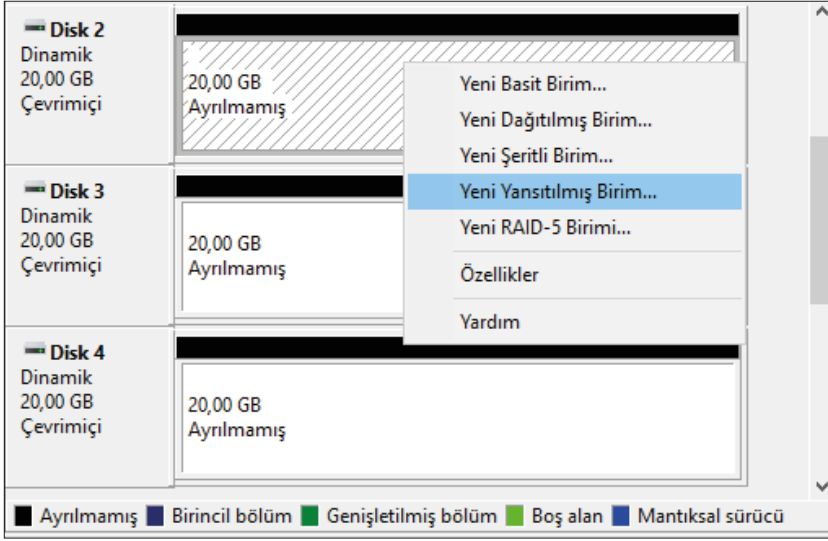 Disk 2
Dinamik
20,00 GB
Çevrimiçi
20,00 GB
Ayrılmamış
Yeni Basit Birim...
Yeni Dağıtılmış Birim...
Yeni Şeritli Birim...
Yeni Yansıtılmış Birim...
Yeni RAID-5 Birimi...
Özellikler
Yardım
Disk 3
Dinamik
20,00 GB
Çevrimiçi
20,00 GB
Ayrılmamış
Disk 4
Dinamik
20,00 GB
Çevrimiçi
20,00 GB
Ayrılmamış
Ayrılmamış Birincil bölüm Genişletilmiş bölüm Boş alan Mantıksal sürücü